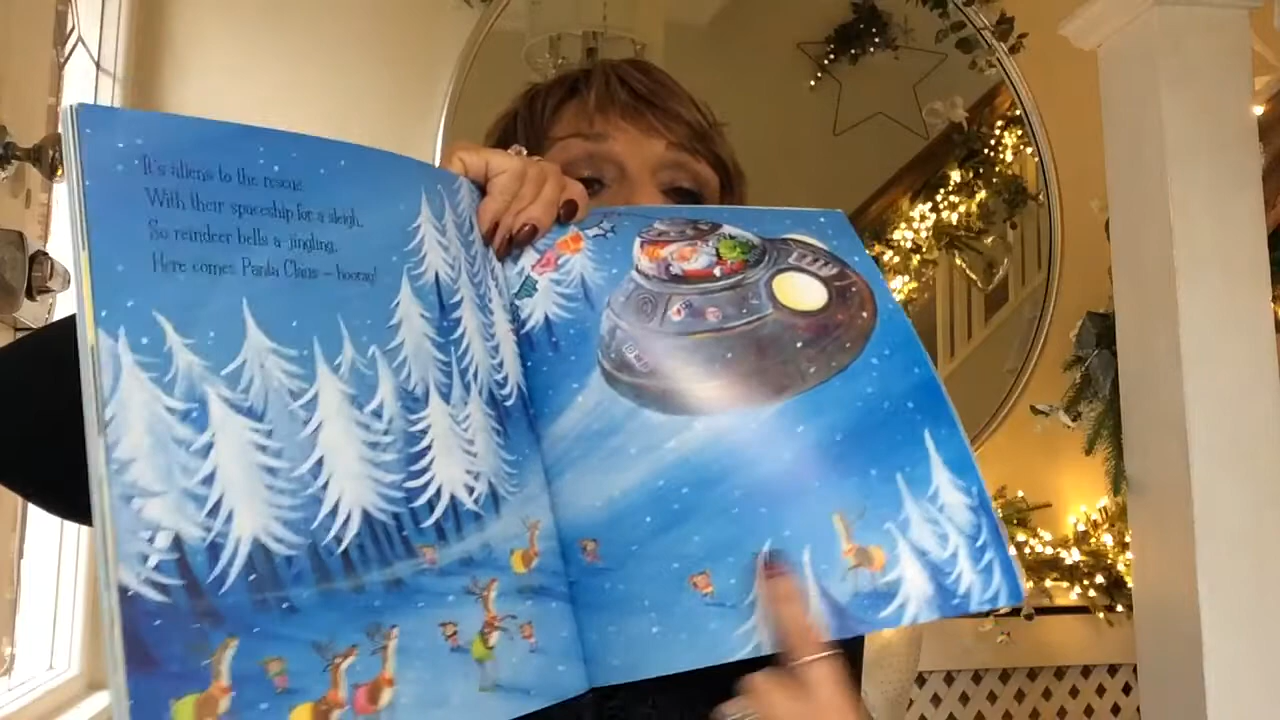 It's aliens to the rescue
With their spaceship for a sleigh.
So reindeer bells a-jingling,
Here comes Panta Claus – hooray!